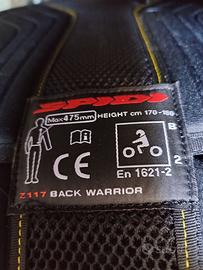 SPIDI
Max 475mm HEIGHT cm 170-180
B
CE
2
En 1621-2
Z117 BACK WARRIOR